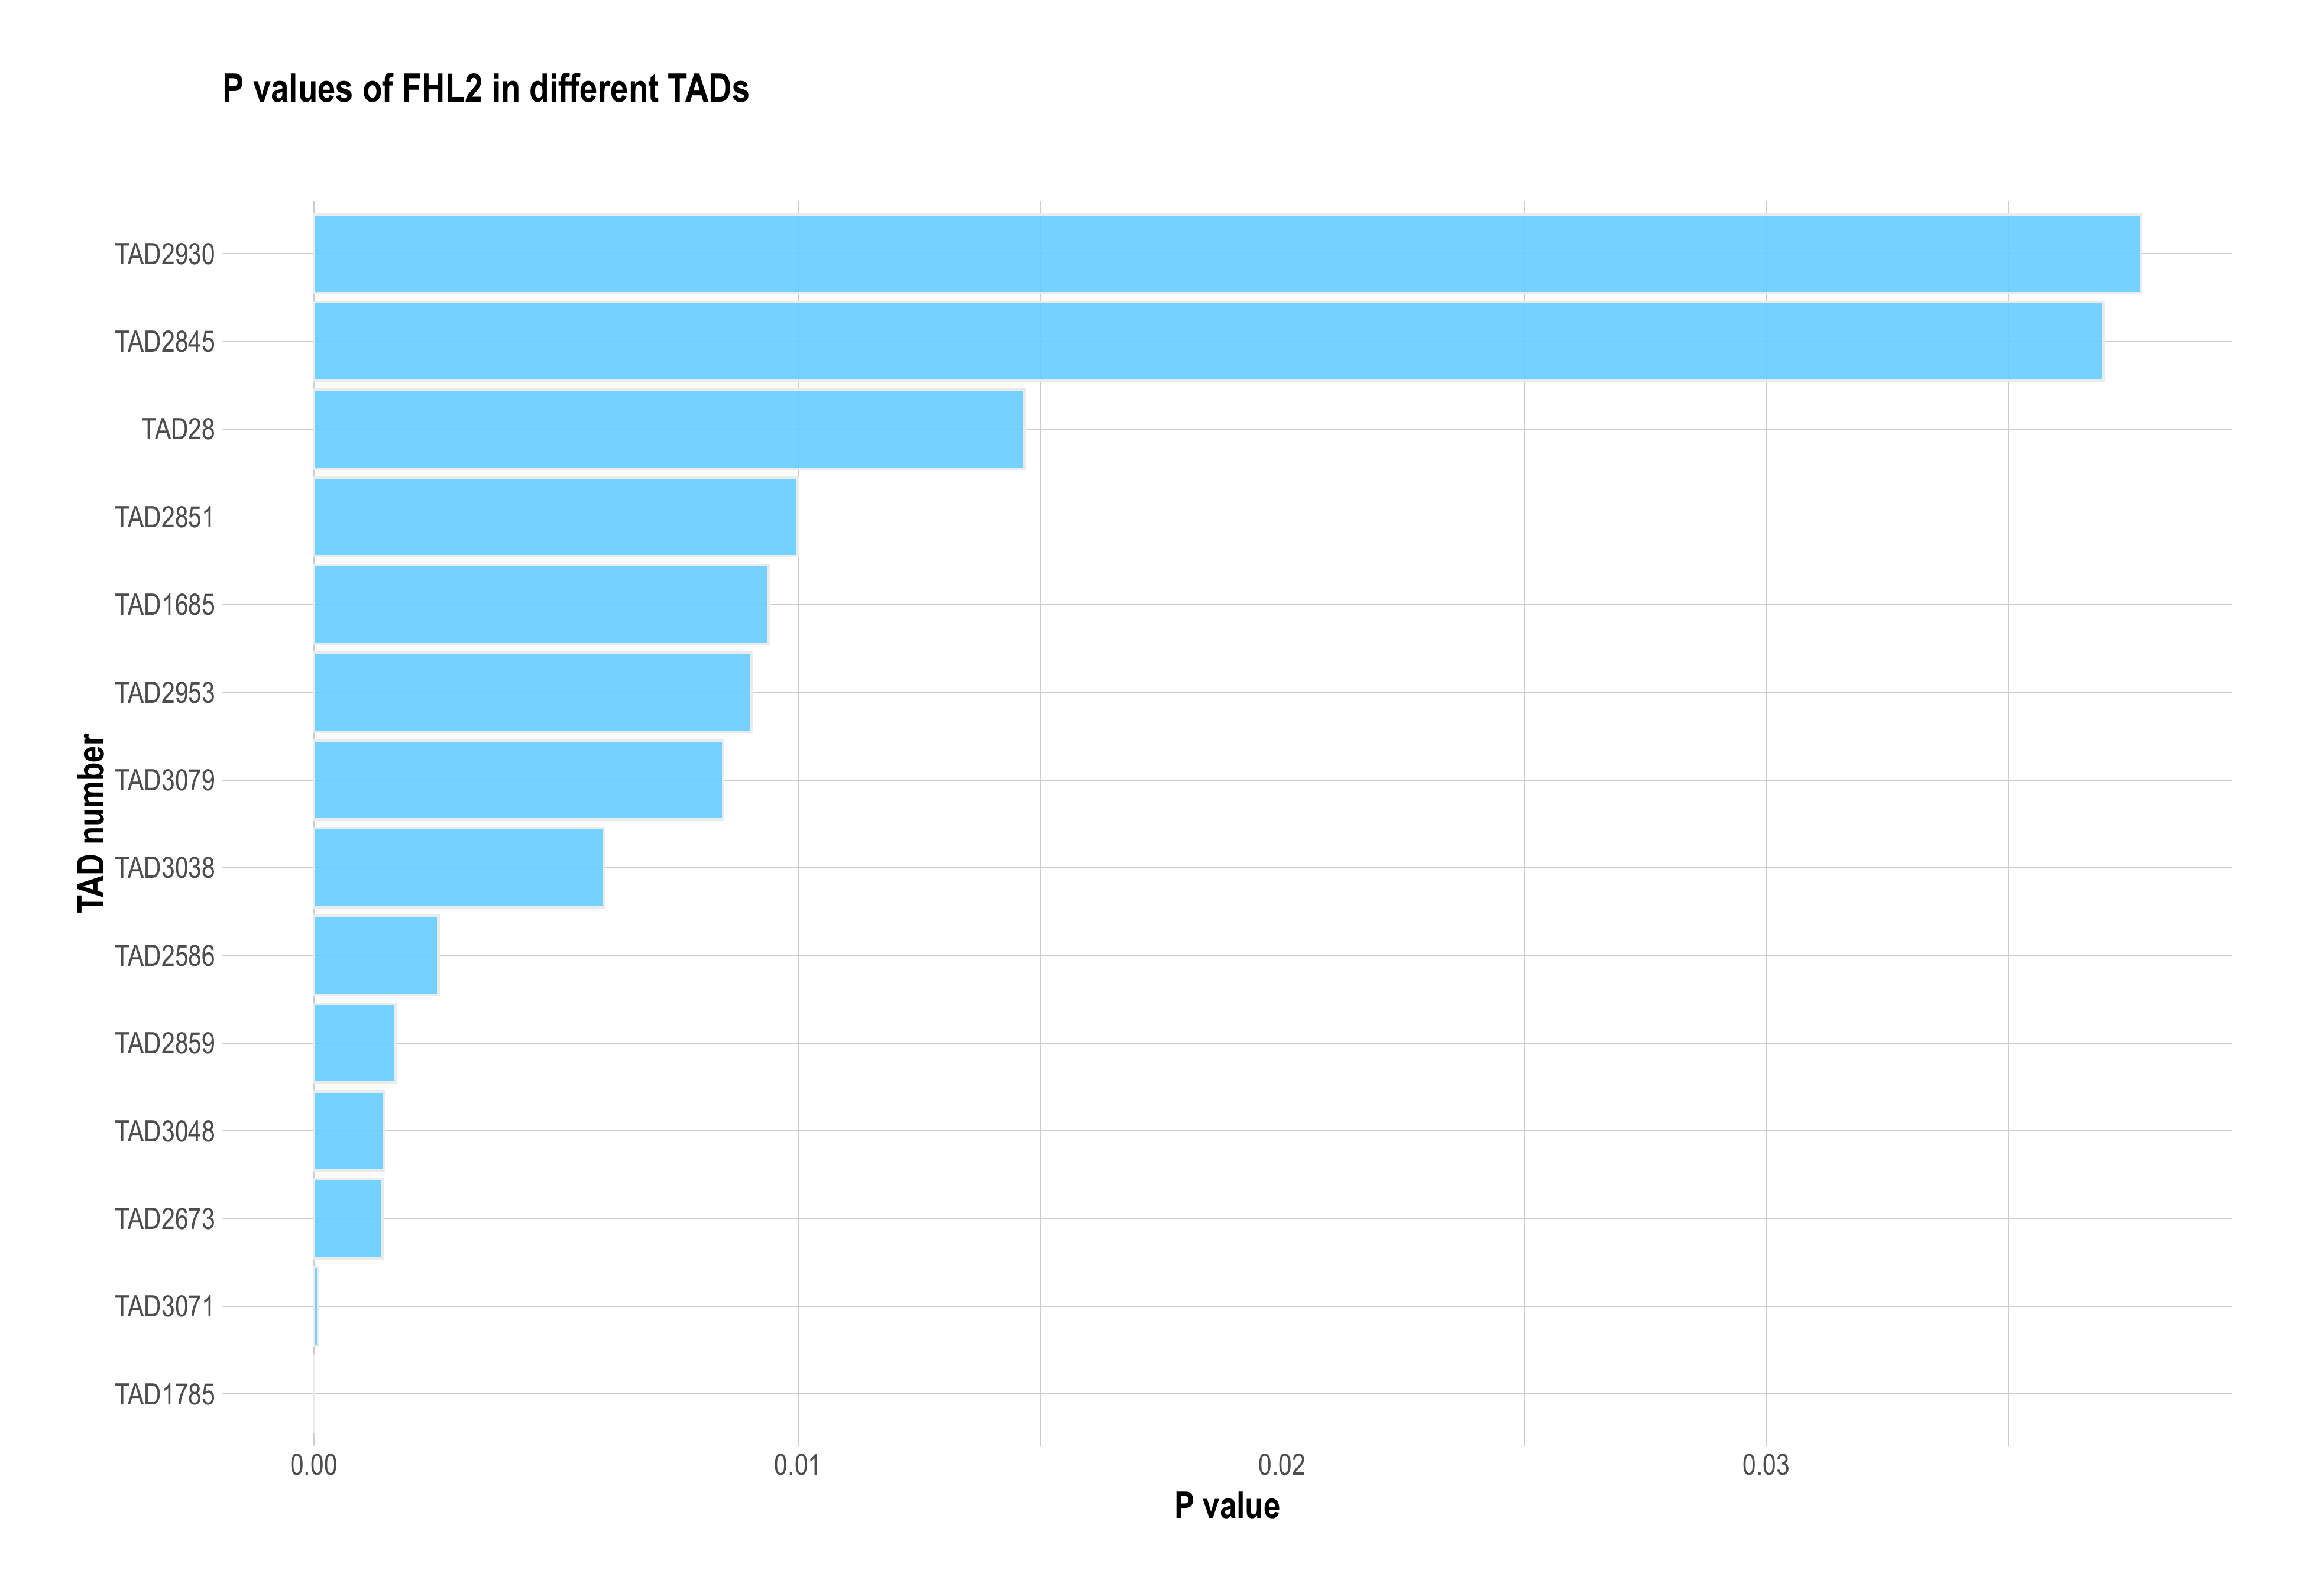 P values of FHL2 in different TADs
TAD number
TAD2930
TAD2845
TAD28
TAD2851
TAD1685
TAD2953
TAD3079
TAD3038
TAD2586
TAD2859
TAD3048
TAD2673
TAD3071
TAD1785
0.00 0.01 0.02 0.03
P value